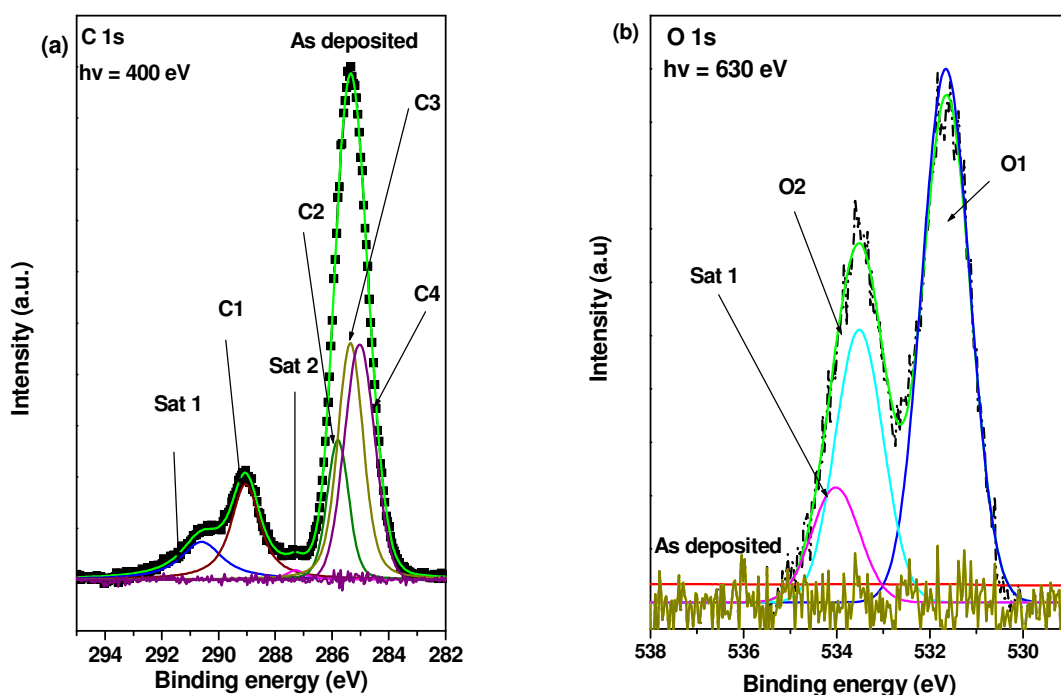 (a)
C 1s
hν = 400 eV
As deposited
C3
C2
C4
C1
Sat 2
Sat 1
Intensity (a.u.)
294 292 290 288 286 284 282
Binding energy (eV)
(b)
O 1s
hν = 630 eV
O1
O2
Sat 1
As deposited
Intensity (a.u)
538 536 534 532 530
Binding energy (eV)